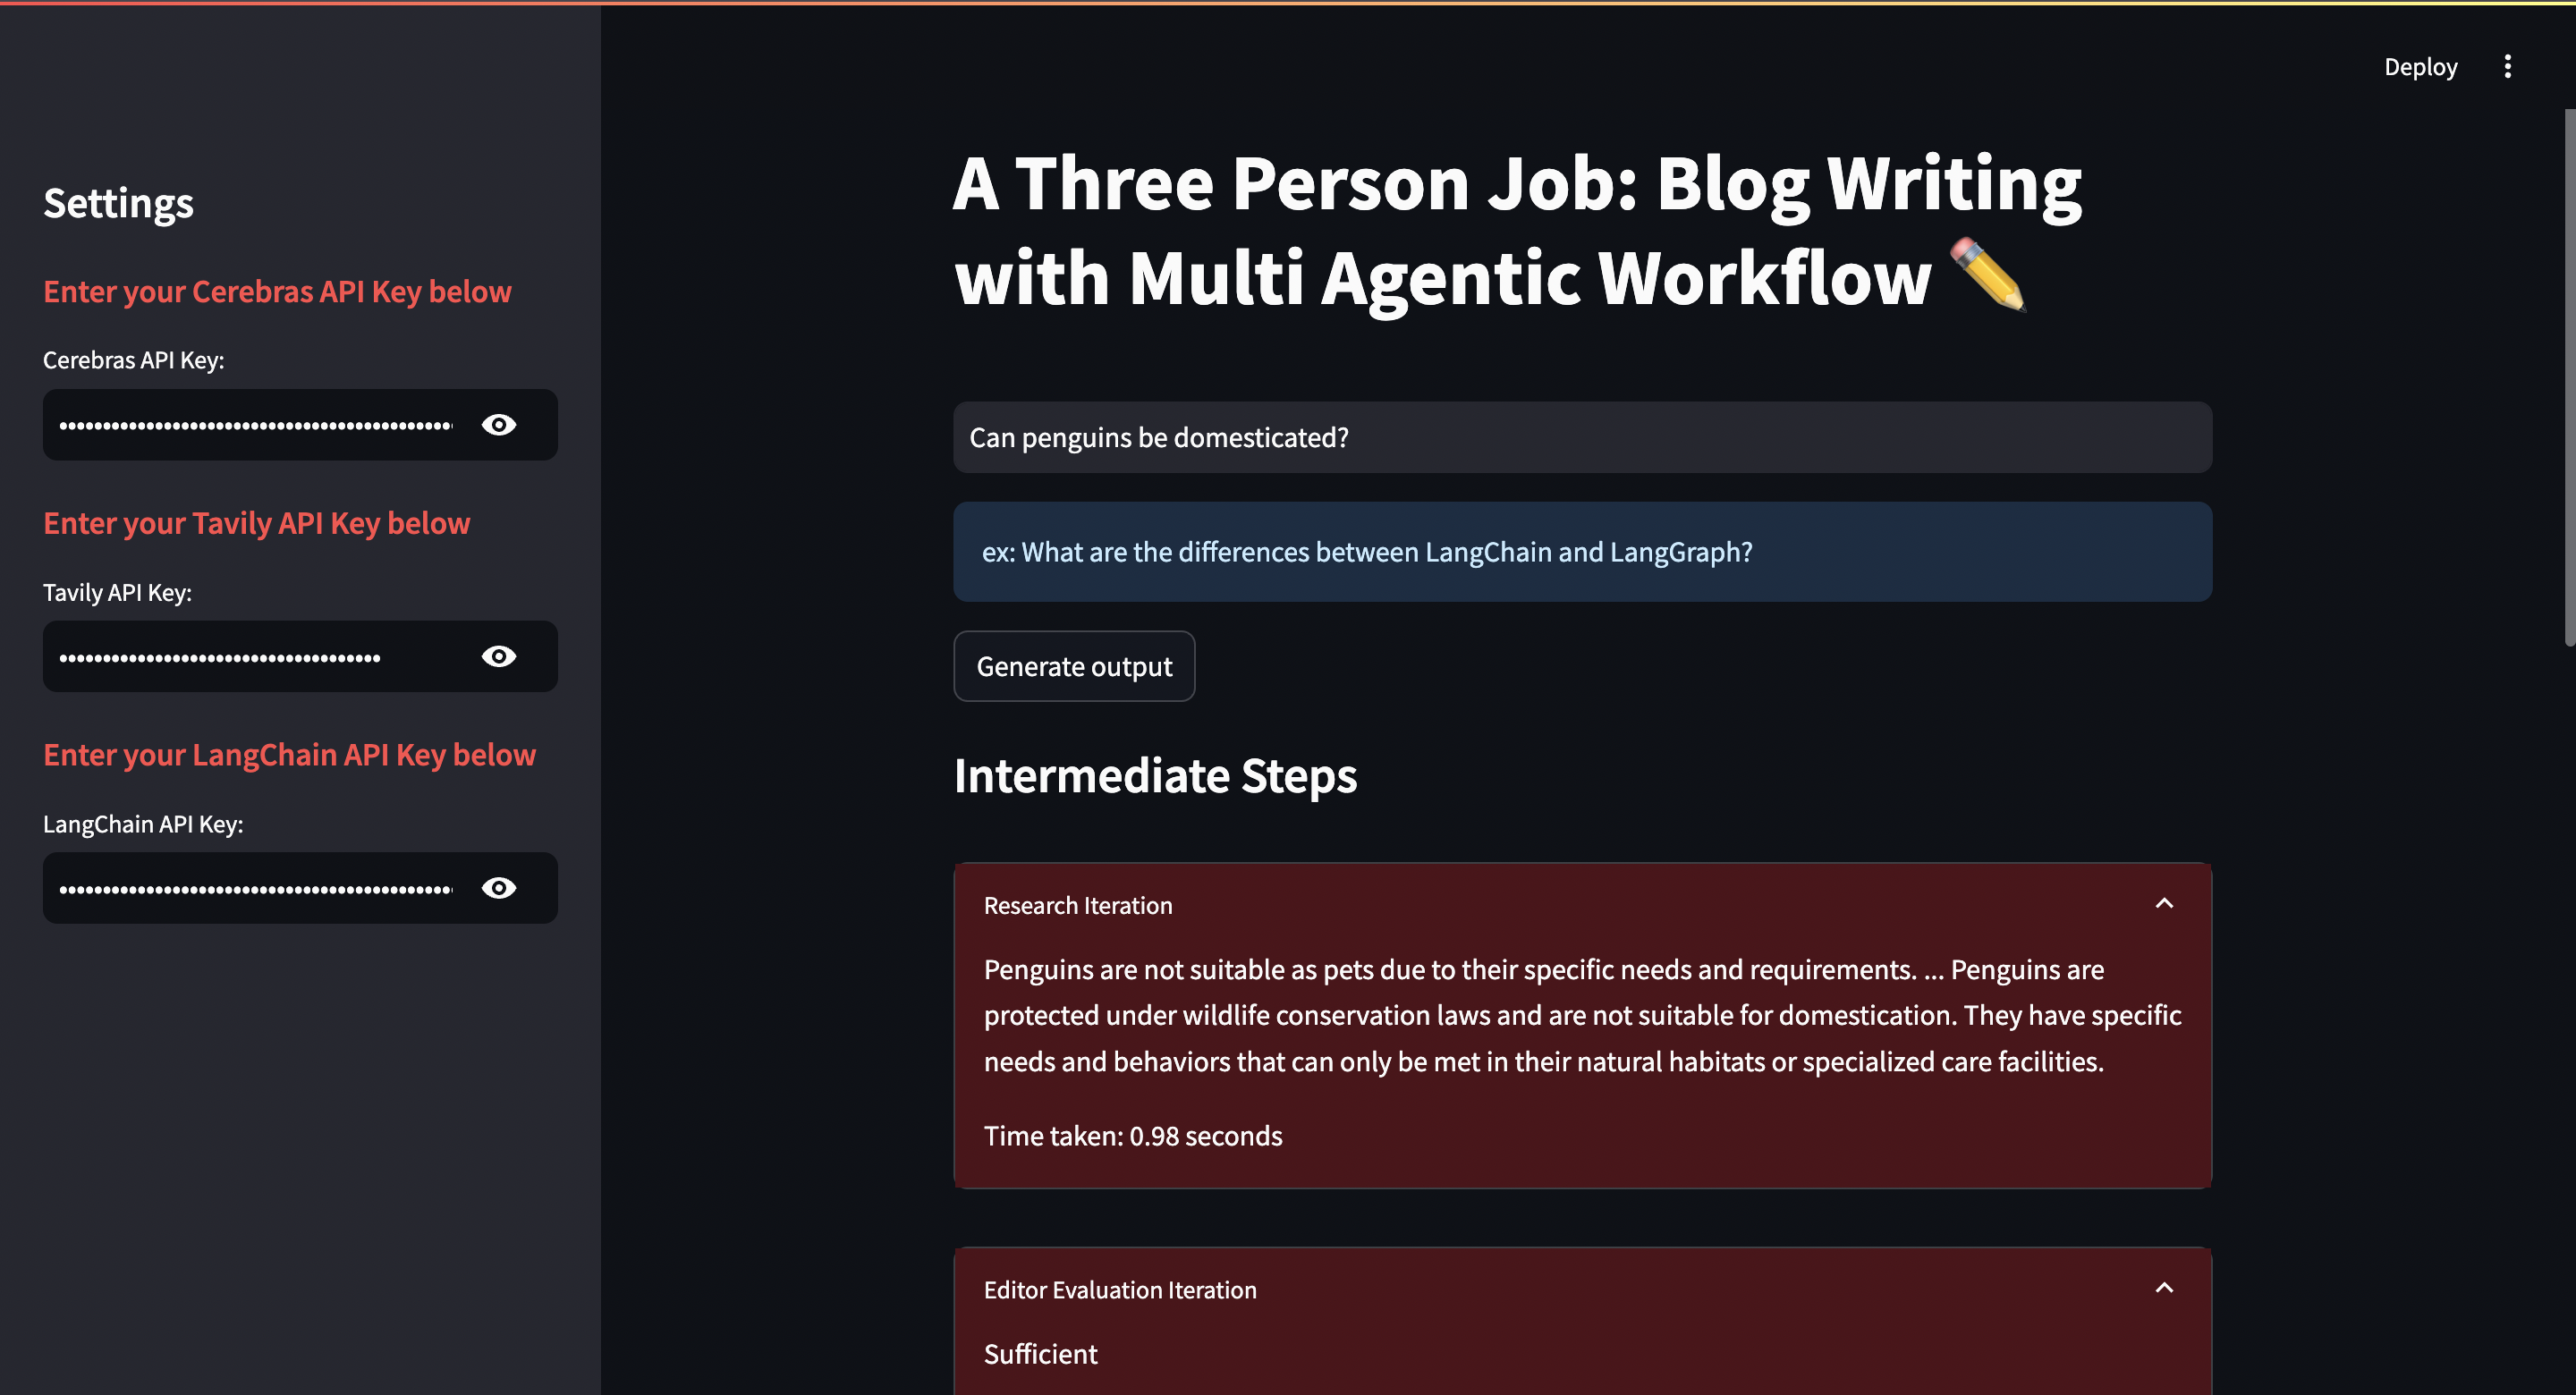 Deploy
Settings
Enter your Cerebras API Key below
Cerebras API Key:
Enter your Tavily API Key below
Tavily API Key:
Enter your LangChain API Key below
LangChain API Key:
A Three Person Job: Blog Writing
with Multi Agentic Workflow ✏️
Can penguins be domesticated?
ex: What are the differences between LangChain and LangGraph?
Generate output
Intermediate Steps
Research Iteration
Penguins are not suitable as pets due to their specific needs and requirements. ... Penguins are
protected under wildlife conservation laws and are not suitable for domestication. They have specific
needs and behaviors that can only be met in their natural habitats or specialized care facilities.
Time taken: 0.98 seconds
Editor Evaluation Iteration
Sufficient